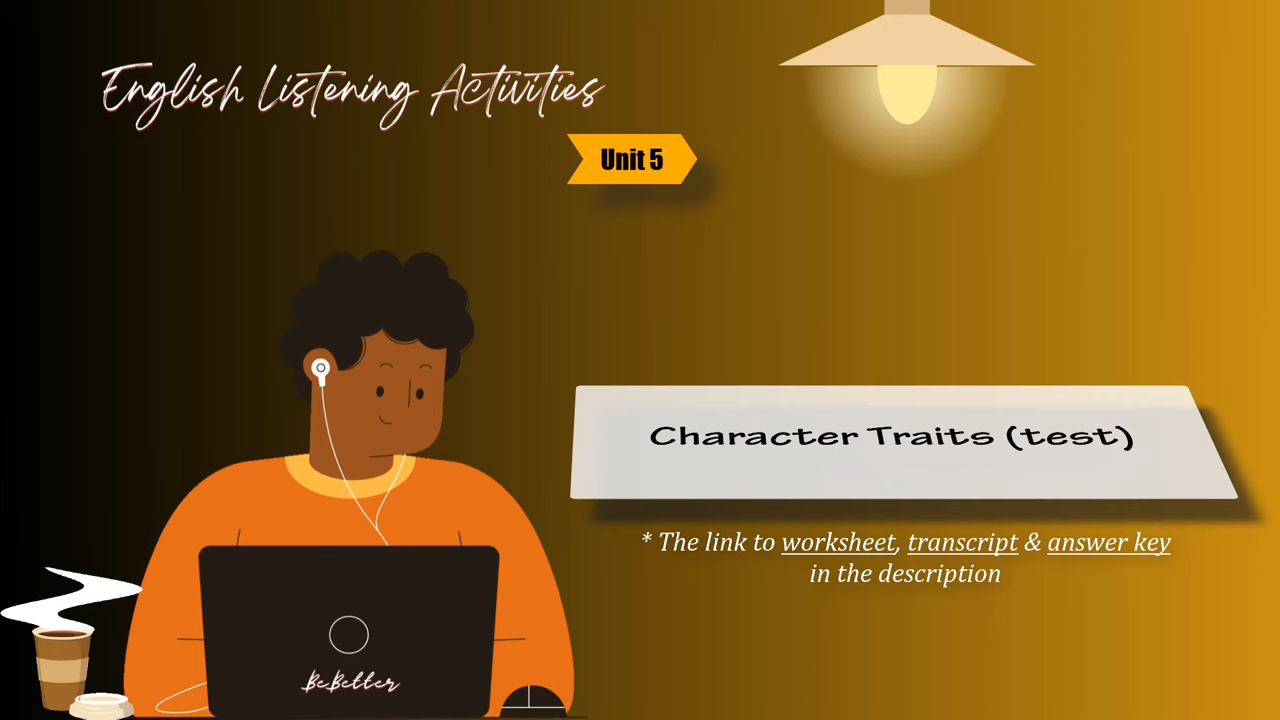 English Listening Activities
Unit 5
Character Traits (test)
* The link to worksheet, transcript & answer key
in the description
BeBetter